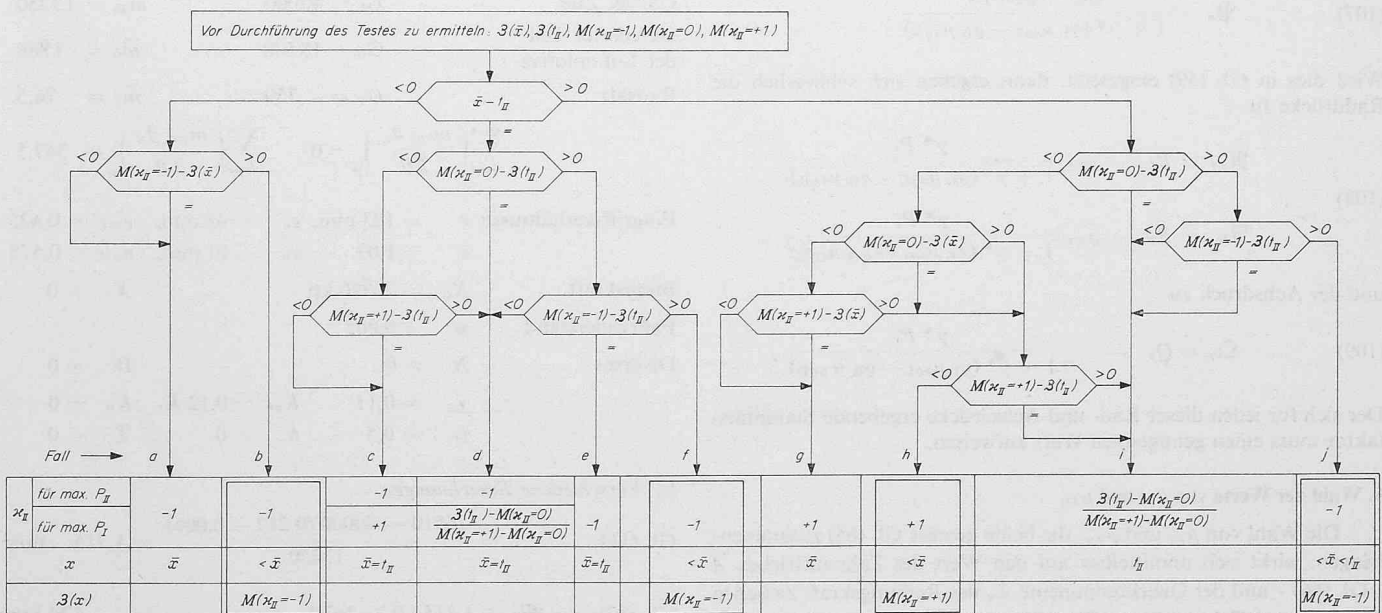 Vor Durchführung des Testes zu ermitteln: ℨ(x̄), ℨ(t_II), M(ϰ_II=-1), M(ϰ_II=0), M(ϰ_II=+1)
<0 x̄-t_II >0
=
<0 M(ϰ_II=-1)-ℨ(x̄) >0
=
<0 M(ϰ_II=0)-ℨ(t_II) >0
=
<0 M(ϰ_II=0)-ℨ(t_II) >0
=
<0 M(ϰ_II=0)-ℨ(x̄) >0
=
<0 M(ϰ_II=-1)-ℨ(t_II) >0
=
<0 M(ϰ_II=+1)-ℨ(t_II) >0
=
<0 M(ϰ_II=-1)-ℨ(t_II) >0
=
<0 M(ϰ_II=+1)-ℨ(x̄) >0
=
<0 M(ϰ_II=+1)-ℨ(t_II) >0
=
Fall a b c d e f g h i j
ϰ_II
für max. P_II -1 -1
für max. P_I +1 ℨ(t_II)-M(ϰ_II=0) / M(ϰ_II=+1)-M(ϰ_II=0)
-1 -1 -1 -1 +1 +1 ℨ(t_II)-M(ϰ_II=0) / M(ϰ_II=+1)-M(ϰ_II=0) -1
x x̄ <x̄ x̄=t_II x̄=t_II x̄=t_II <x̄ x̄ <x̄ t_II <x̄<t_II
ℨ(x) M(ϰ_II=-1) M(ϰ_II=-1) M(ϰ_II=+1) M(ϰ_II=-1)